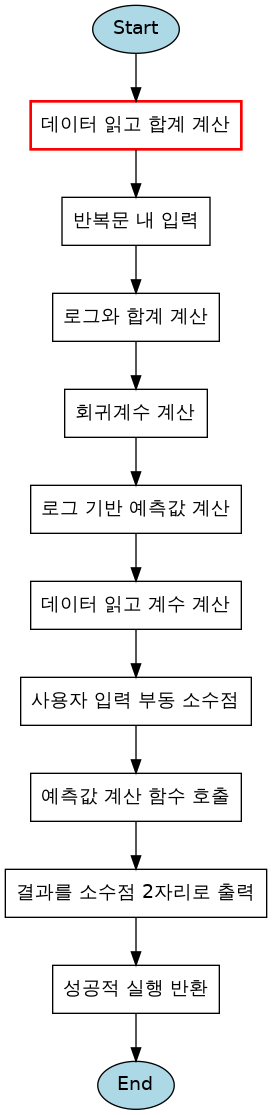 Start
데이터 읽고 합계 계산
반복문 내 입력
로그와 합계 계산
회귀계수 계산
로그 기반 예측값 계산
데이터 읽고 계수 계산
사용자 입력 부동 소수점
예측값 계산 함수 호출
결과를 소수점 2자리로 출력
성공적 실행 반환
End